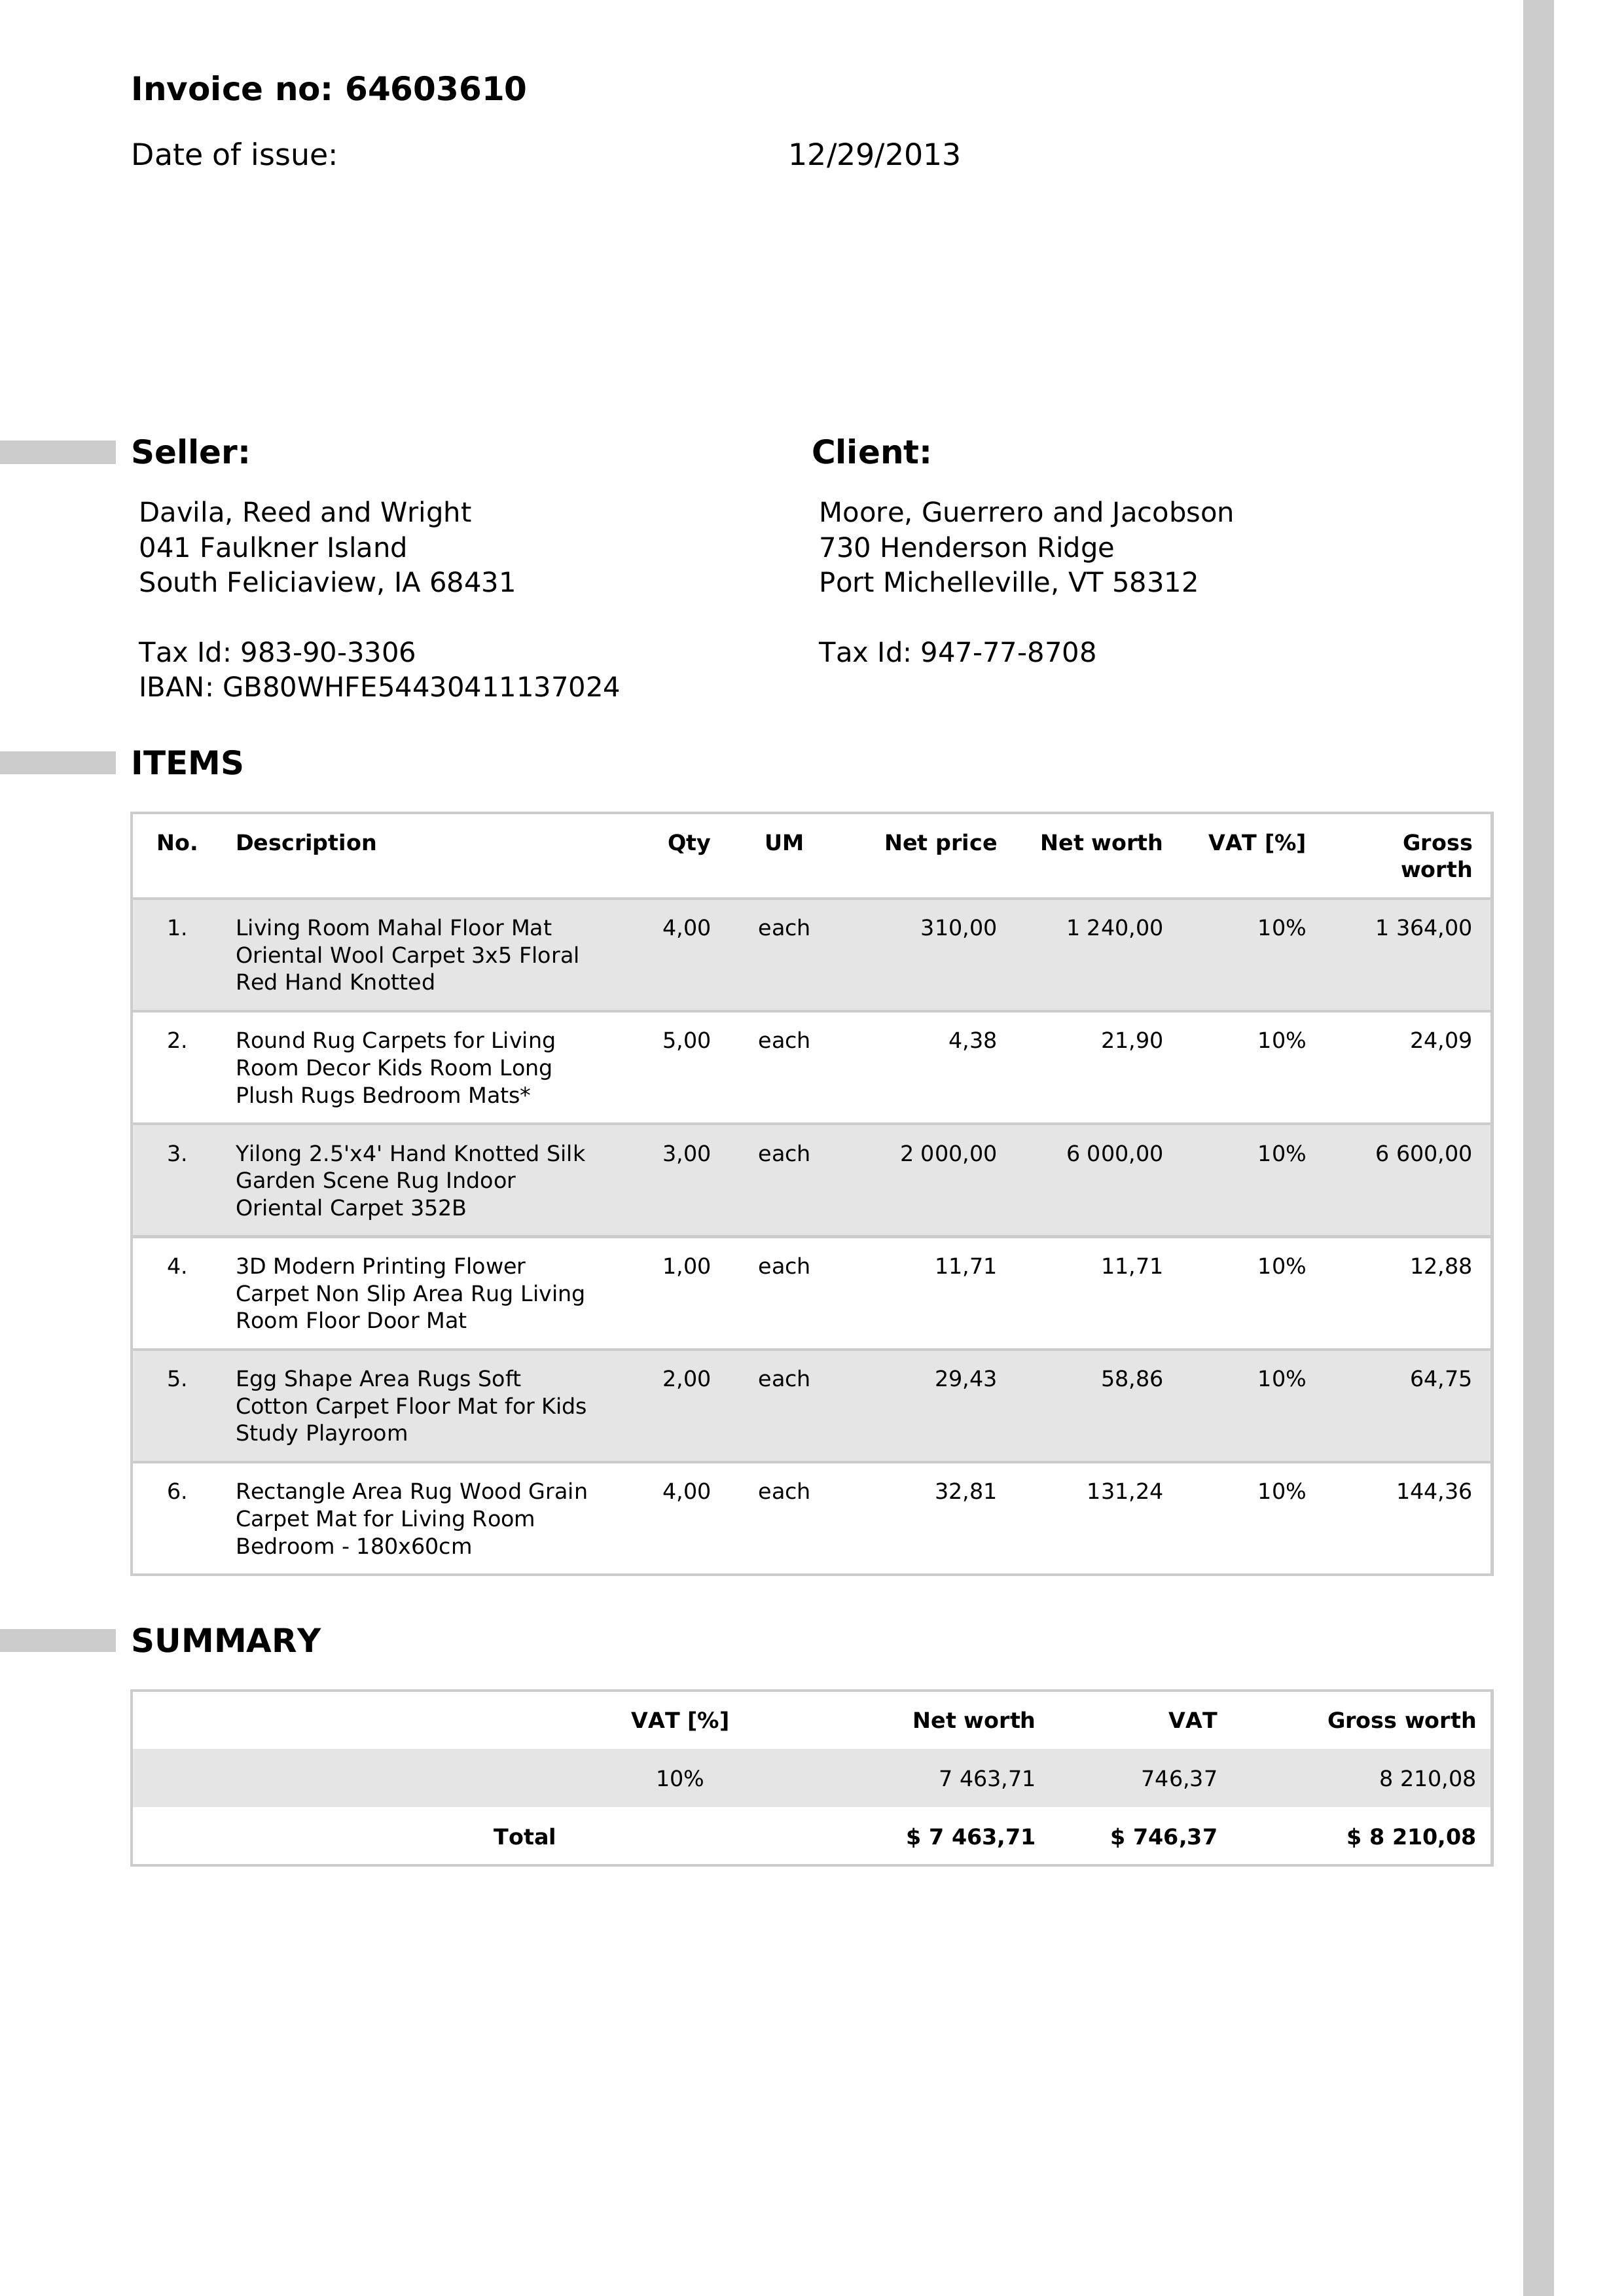 Invoice no: 64603610
Date of issue: 12/29/2013
Seller:
Davila, Reed and Wright
041 Faulkner Island
South Feliciaview, IA 68431
Tax Id: 983-90-3306
IBAN: GB80WHFE54430411137024
Client:
Moore, Guerrero and Jacobson
730 Henderson Ridge
Port Michelleville, VT 58312
Tax Id: 947-77-8708
ITEMS
No. Description Qty UM Net price Net worth VAT [%] Gross
worth
1. Living Room Mahal Floor Mat 4,00 each 310,00 1 240,00 10% 1 364,00
Oriental Wool Carpet 3x5 Floral
Red Hand Knotted
2. Round Rug Carpets for Living 5,00 each 4,38 21,90 10% 24,09
Room Decor Kids Room Long
Plush Rugs Bedroom Mats*
3. Yilong 2.5'x4' Hand Knotted Silk 3,00 each 2 000,00 6 000,00 10% 6 600,00
Garden Scene Rug Indoor
Oriental Carpet 352B
4. 3D Modern Printing Flower 1,00 each 11,71 11,71 10% 12,88
Carpet Non Slip Area Rug Living
Room Floor Door Mat
5. Egg Shape Area Rugs Soft 2,00 each 29,43 58,86 10% 64,75
Cotton Carpet Floor Mat for Kids
Study Playroom
6. Rectangle Area Rug Wood Grain 4,00 each 32,81 131,24 10% 144,36
Carpet Mat for Living Room
Bedroom - 180x60cm
SUMMARY
VAT [%] Net worth VAT Gross worth
10% 7 463,71 746,37 8 210,08
Total $ 7 463,71 $ 746,37 $ 8 210,08